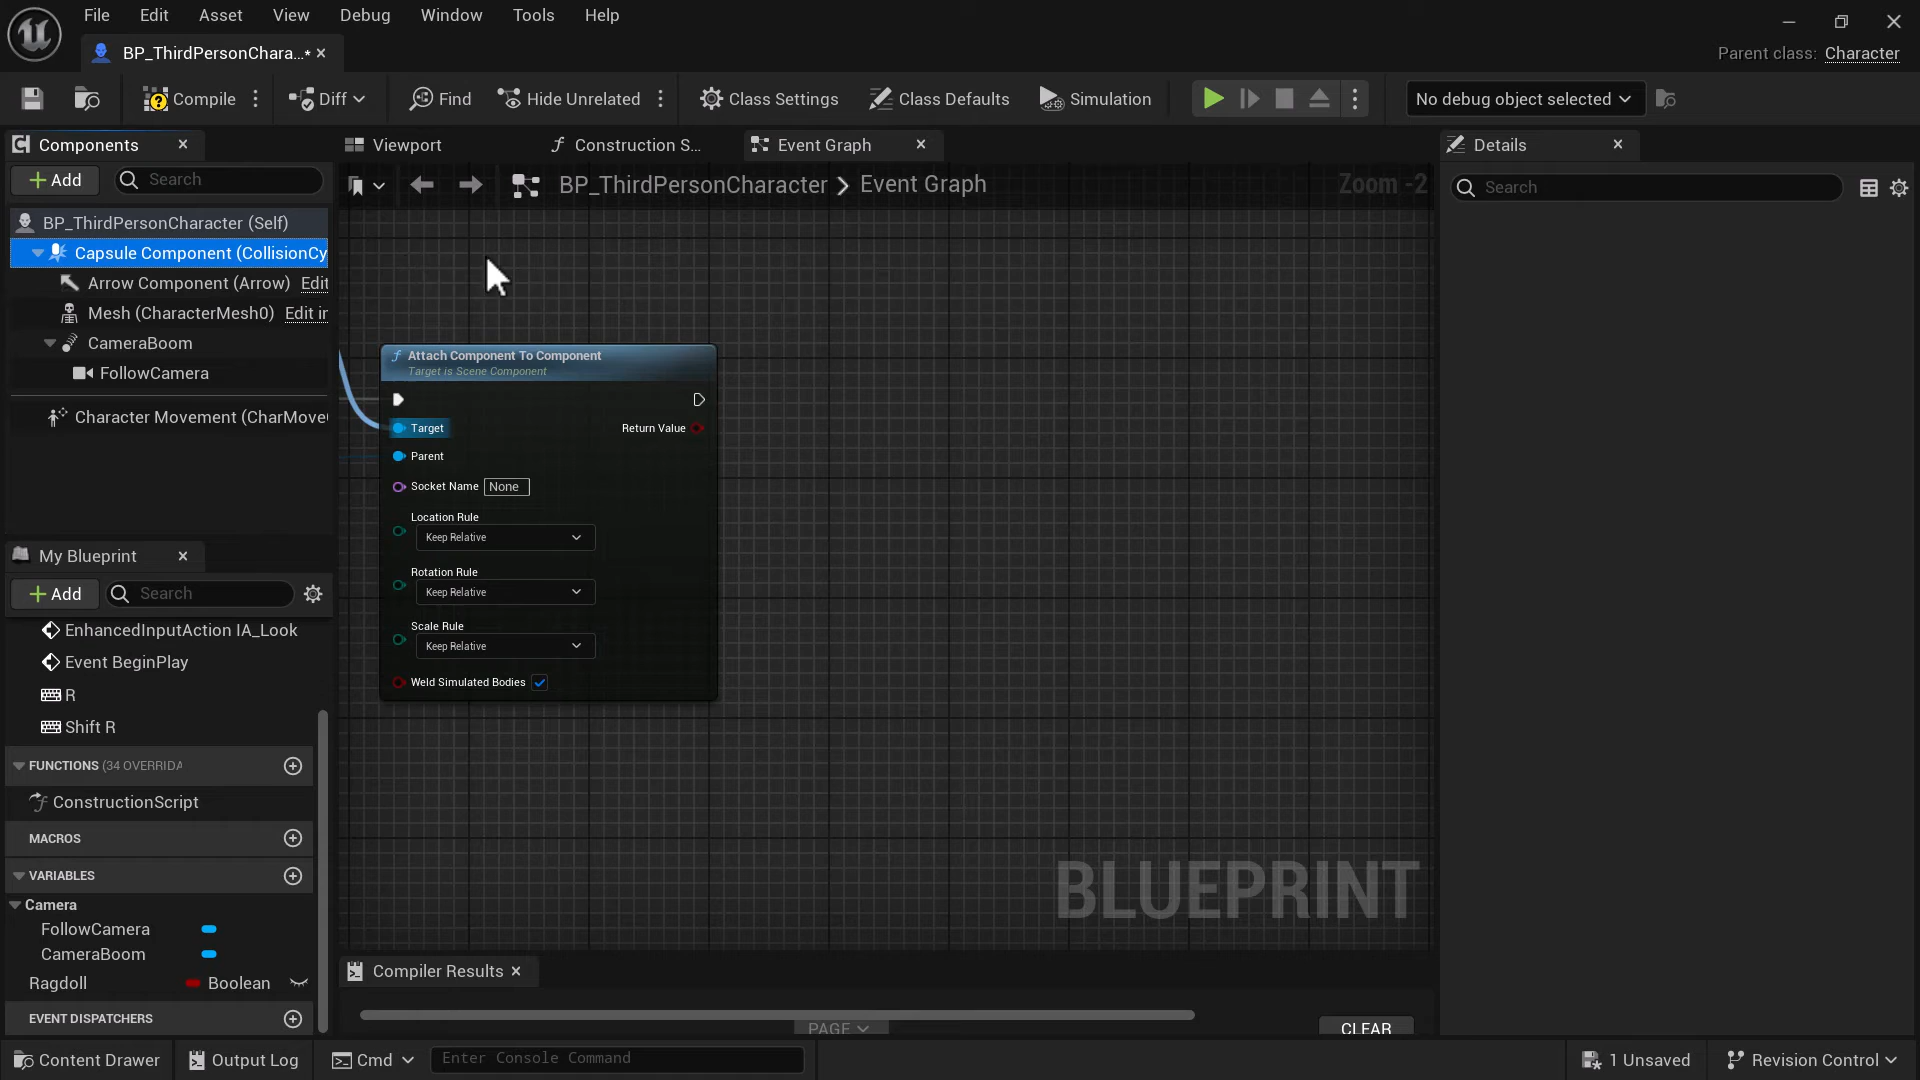 File Edit Asset View Debug Window Tools Help
BP_ThirdPersonChara...*
Parent class: Character
Compile Diff Find Hide Unrelated Class Settings Class Defaults Simulation No debug object selected
Components
Viewport Construction S... Event Graph
Details
Add Search
BP_ThirdPersonCharacter Event Graph
Zoom -2
Search
BP_ThirdPersonCharacter (Self)
Capsule Component (CollisionCy
Arrow Component (Arrow) Edit
Mesh (CharacterMesh0) Edit in
CameraBoom
FollowCamera
Character Movement (CharMove
Attach Component To Component
Target is Scene Component
Target
Return Value
Parent
Socket Name None
Location Rule
Keep Relative
Rotation Rule
Keep Relative
Scale Rule
Keep Relative
Weld Simulated Bodies
My Blueprint
Add Search
EnhancedInputAction IA_Look
Event BeginPlay
R
Shift R
FUNCTIONS (34 OVERRIDA
ConstructionScript
MACROS
VARIABLES
Camera
FollowCamera
CameraBoom
Ragdoll Boolean
EVENT DISPATCHERS
BLUEPRINT
Compiler Results
PAGE
CLEAR
Content Drawer Output Log Cmd Enter Console Command 1 Unsaved Revision Control